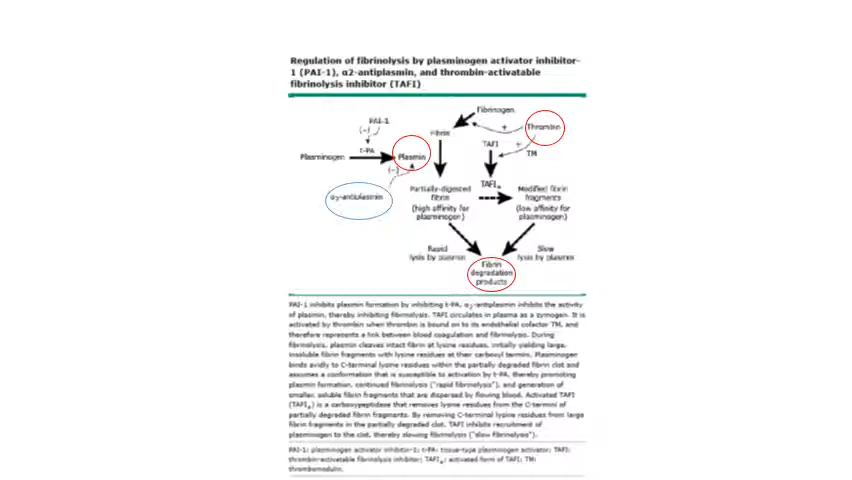 Regulation of fibrinolysis by plasminogen activator inhibitor-
1 (PAI-1), α2-antiplasmin, and thrombin-activatable
fibrinolysis inhibitor (TAFI)
Fibrinogen
PAI-1
(-)
Fibrin
+
Thrombin
t-PA
TAFI
+
Plasminogen
Plasmin
TM
(-)
α2-antiplasmin
TAFIa
Partially-digested
fibrin
(high affinity for
plasminogen)
Modified fibrin
fragments
(low affinity for
plasminogen)
Rapid
lysis by plasmin
Slow
lysis by plasmin
Fibrin
degradation
products
PAI-1 inhibits plasmin formation by inhibiting t-PA. α2-antiplasmin inhibits the activity
of plasmin, thereby inhibiting fibrinolysis. TAFI circulates in plasma as a zymogen. It is
activated by thrombin when thrombin is bound on to its endothelial cofactor TM, and
therefore represents a link between blood coagulation and fibrinolysis. During
fibrinolysis, plasmin cleaves intact fibrin at lysine residues, initially yielding large,
insoluble fibrin fragments with lysine residues at their carboxyl termini. Plasminogen
binds avidly to C-terminal lysine residues within the partially degraded fibrin clot and
assumes a conformation that is susceptible to activation by t-PA, thereby promoting
plasmin formation, continued fibrinolysis ("rapid fibrinolysis"), and generation of
smaller, soluble fibrin fragments that are dispersed by flowing blood. Activated TAFI
(TAFIa) is a carboxypeptidase that removes lysine residues from the C-termini of
partially degraded fibrin fragments. By removing C-terminal lysine residues from large
fibrin fragments in the partially degraded clot, TAFI inhibits recruitment of
plasminogen to the clot, thereby slowing fibrinolysis ("slow fibrinolysis").
PAI-1: plasminogen activator inhibitor-1; t-PA: tissue-type plasminogen activator; TAFI:
thrombin-activatable fibrinolysis inhibitor; TAFIa: activated form of TAFI; TM:
thrombomodulin.